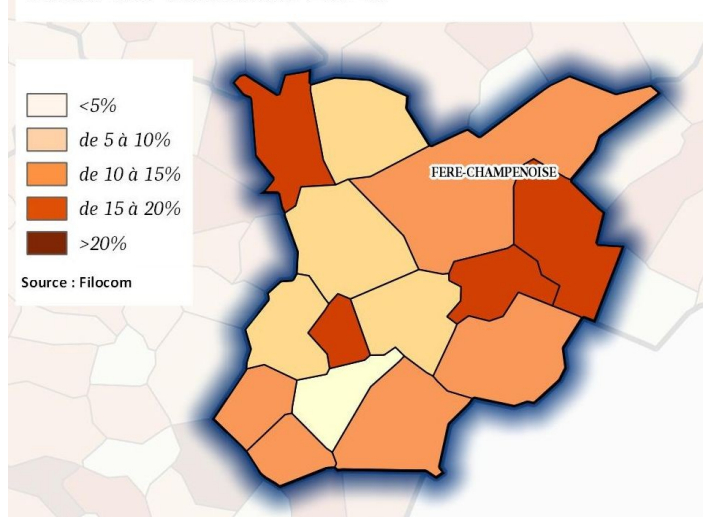 <5%
de 5 à 10%
de 10 à 15%
de 15 à 20%
>20%
Source : Filocom
FERE-CHAMPENOISE